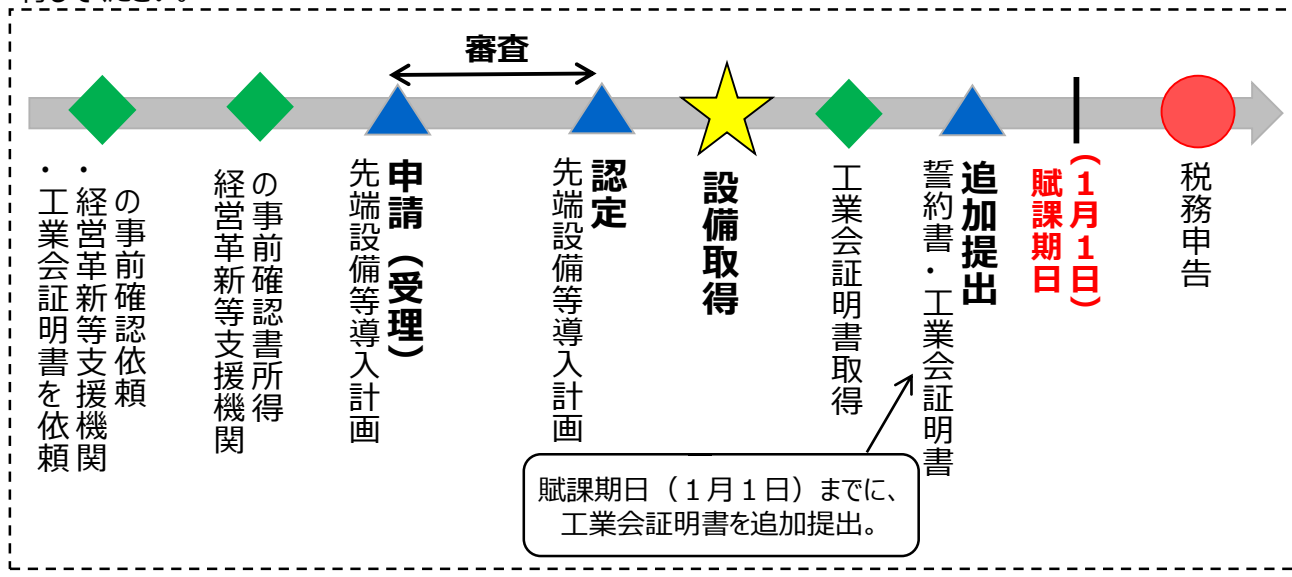 審査
・経営革新等支援機関
の事前確認依頼
・工業会証明書を依頼
経営革新等支援機関
の事前確認書所得
申請（受理）
先端設備等導入計画
認定
先端設備等導入計画
設備取得
工業会証明書取得
追加提出
誓約書・工業会証明書
賦課期日
（１月１日）
税務申告
賦課期日（１月１日）までに、
工業会証明書を追加提出。